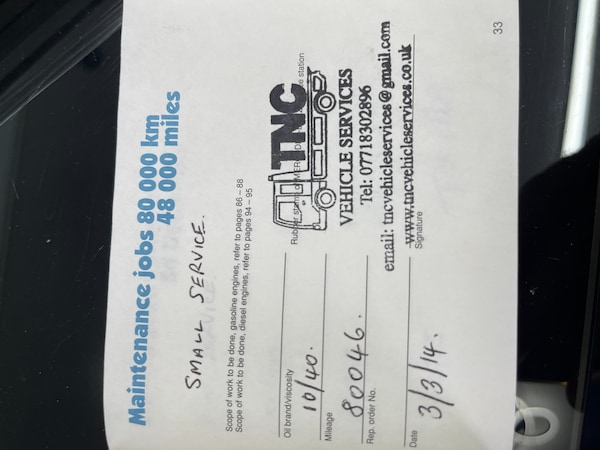 Maintenance jobs 80 000 km
48 000 miles
SMALL SERVICE.
Scope of work to be done, gasoline engines, refer to pages 86 – 88
Scope of work to be done, diesel engines, refer to pages 94 – 95
Oil brand/viscosity
10/40.
Mileage
80046.
Rep. order No.
Date
3/3/14.
station
TNC
VEHICLE SERVICES
Tel: 07718302896
email: tncvehicleservices@gmail.com
www.tncvehicleservices.co.uk
Signature
33